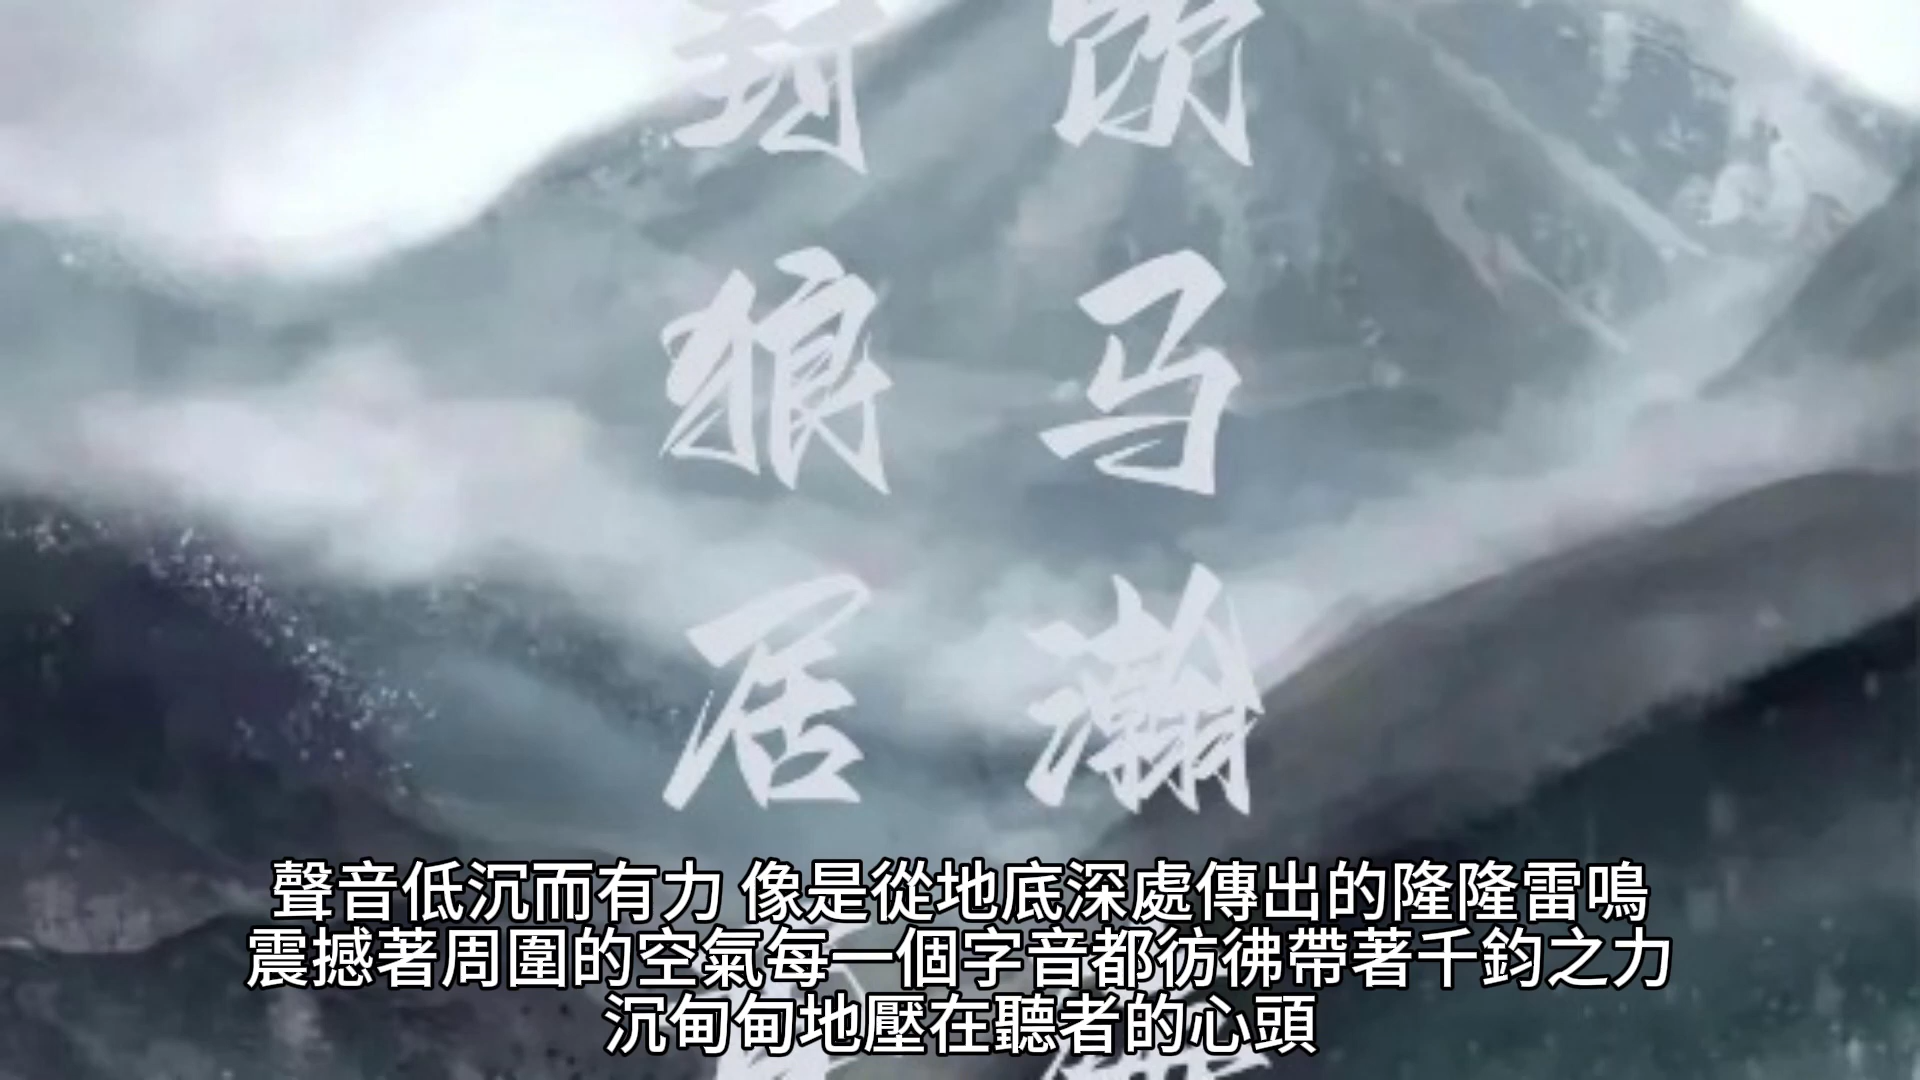 饮马瀚
封狼居
聲音低沉而有力 像是從地底深處傳出的隆隆雷鳴
震撼著周圍的空氣每一個字音都彷彿帶著千鈞之力
沉甸甸地壓在聽者的心頭